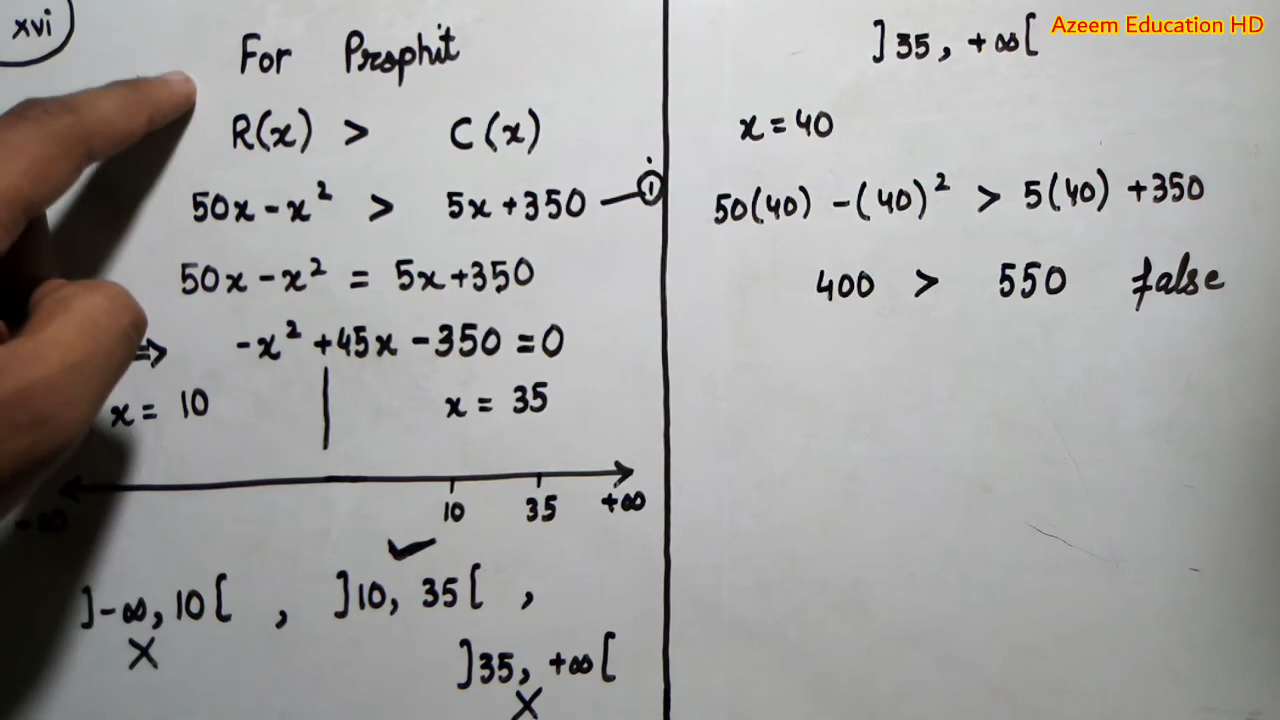 xvi
For Prophit
R(x) > C(x)
50x - x² > 5x + 350 — ①
50x - x² = 5x + 350
⇒ -x² + 45x - 350 = 0
x = 10 | x = 35
-∞ 10 35 +∞
]-∞, 10[ , ]10, 35[ ,
]35, +∞[
Azeem Education HD
]35, +∞[
x = 40
50(40) - (40)² > 5(40) + 350
400 > 550 false